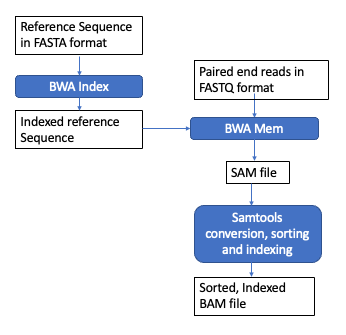 Reference Sequence
in FASTA format
BWA Index
Indexed reference
Sequence
Paired end reads in
FASTQ format
BWA Mem
SAM file
Samtools
conversion, sorting
and indexing
Sorted, Indexed
BAM file